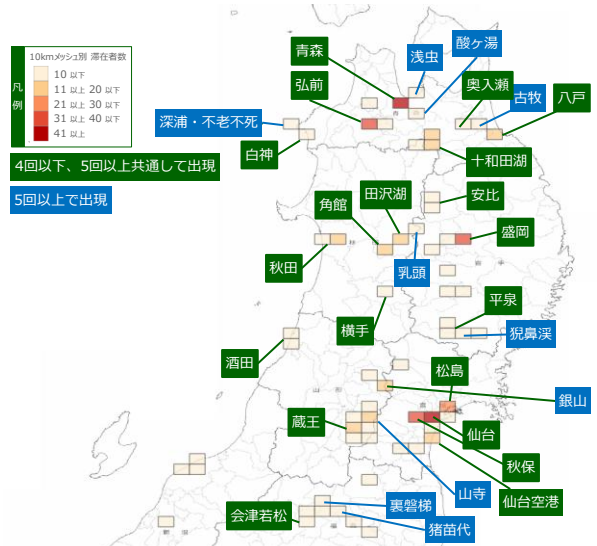 10kmメッシュ別 滞在者数
凡例
10 以下
11 以上 20 以下
21 以上 30 以下
31 以上 40 以下
41 以上
4回以下、5回以上共通して出現
5回以上で出現
青森
浅虫
酸ヶ湯
弘前
奥入瀬
古牧
八戸
深浦・不老不死
白神
十和田湖
角館
田沢湖
安比
盛岡
秋田
乳頭
横手
平泉
猊鼻渓
酒田
松島
銀山
蔵王
仙台
秋保
山寺
仙台空港
裏磐梯
会津若松
猪苗代